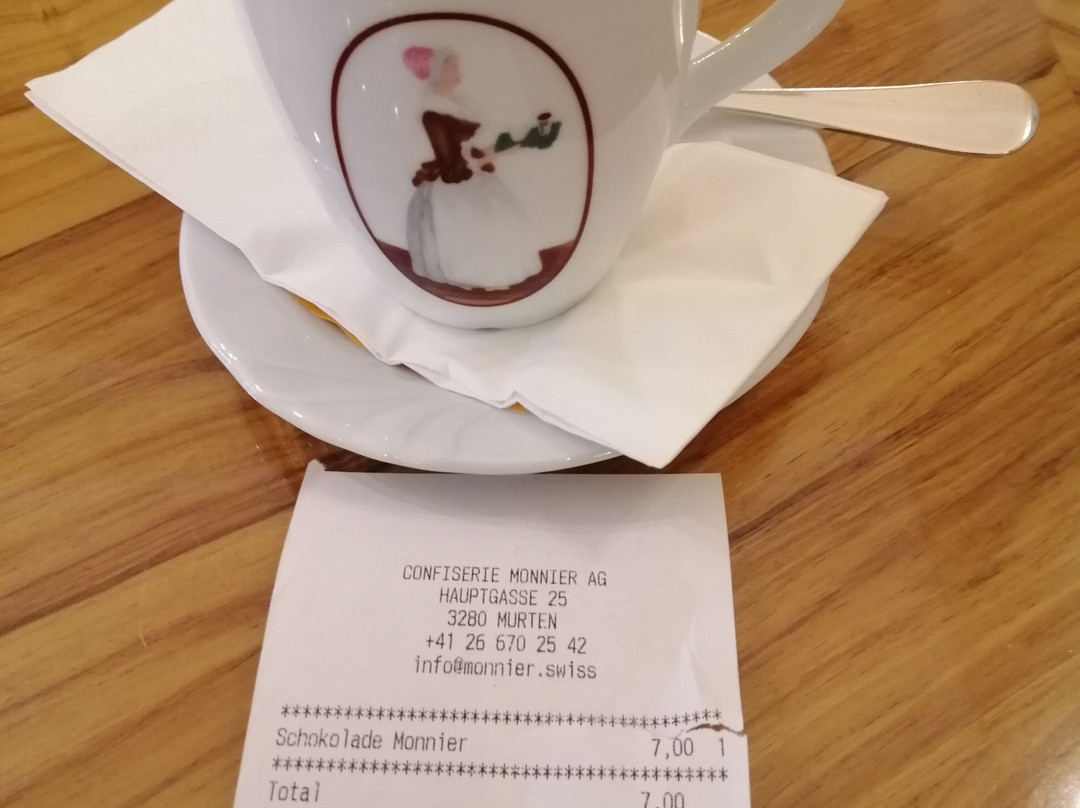 CONFISERIE MONNIER AG
HAUPTGASSE 25
3280 MURTEN
+41 26 670 25 42
info@monnier.swiss
******************************************************
Schokolade Monnier 7,00 1
******************************************************
Total 7,00